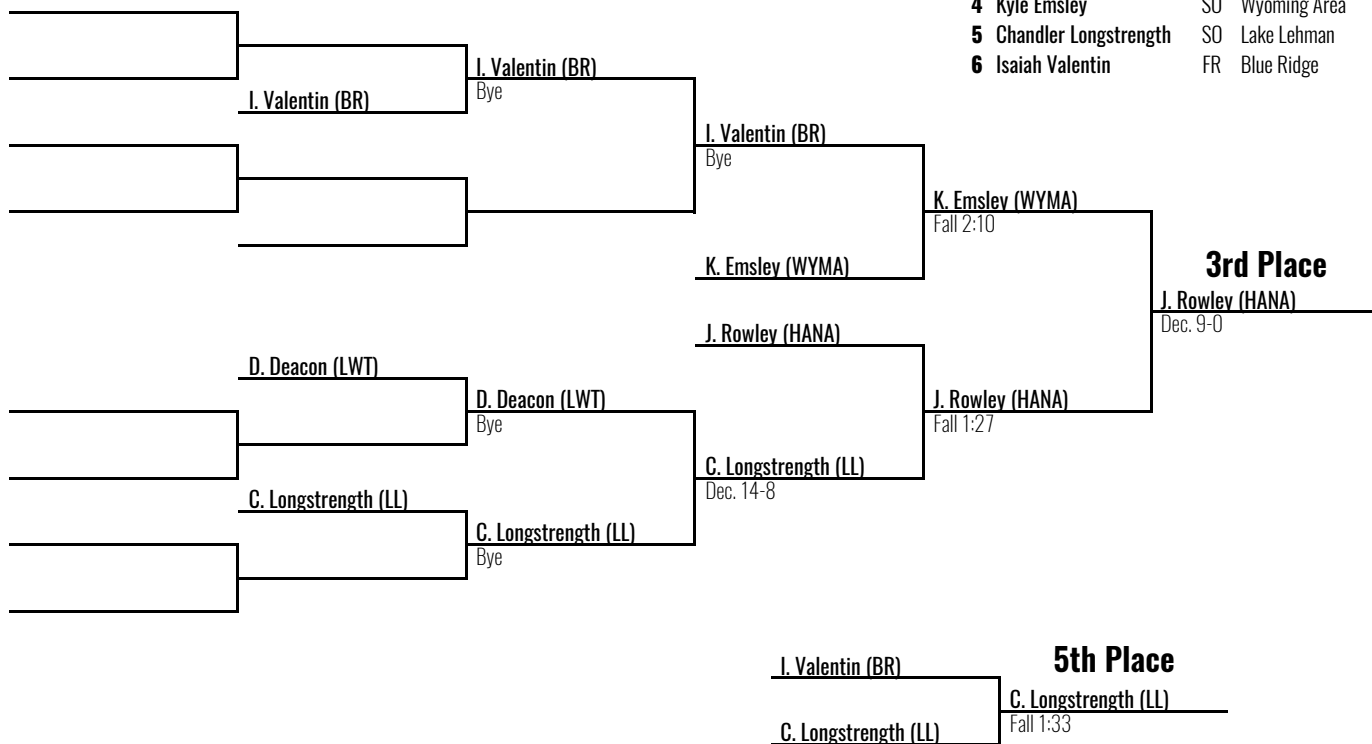 4 Kyle Emsley SO Wyoming Area
5 Chandler Longstrength SO Lake Lehman
6 Isaiah Valentin FR Blue Ridge
I. Valentin (BR)
Bye
I. Valentin (BR)
I. Valentin (BR)
Bye
K. Emsley (WYMA)
Fall 2:10
K. Emsley (WYMA)
3rd Place
J. Rowley (HANA)
Dec. 9-0
J. Rowley (HANA)
D. Deacon (LWT)
D. Deacon (LWT)
Bye
J. Rowley (HANA)
Fall 1:27
C. Longstrength (LL)
Dec. 14-8
C. Longstrength (LL)
C. Longstrength (LL)
Bye
5th Place
I. Valentin (BR)
C. Longstrength (LL)
Fall 1:33
C. Longstrength (LL)